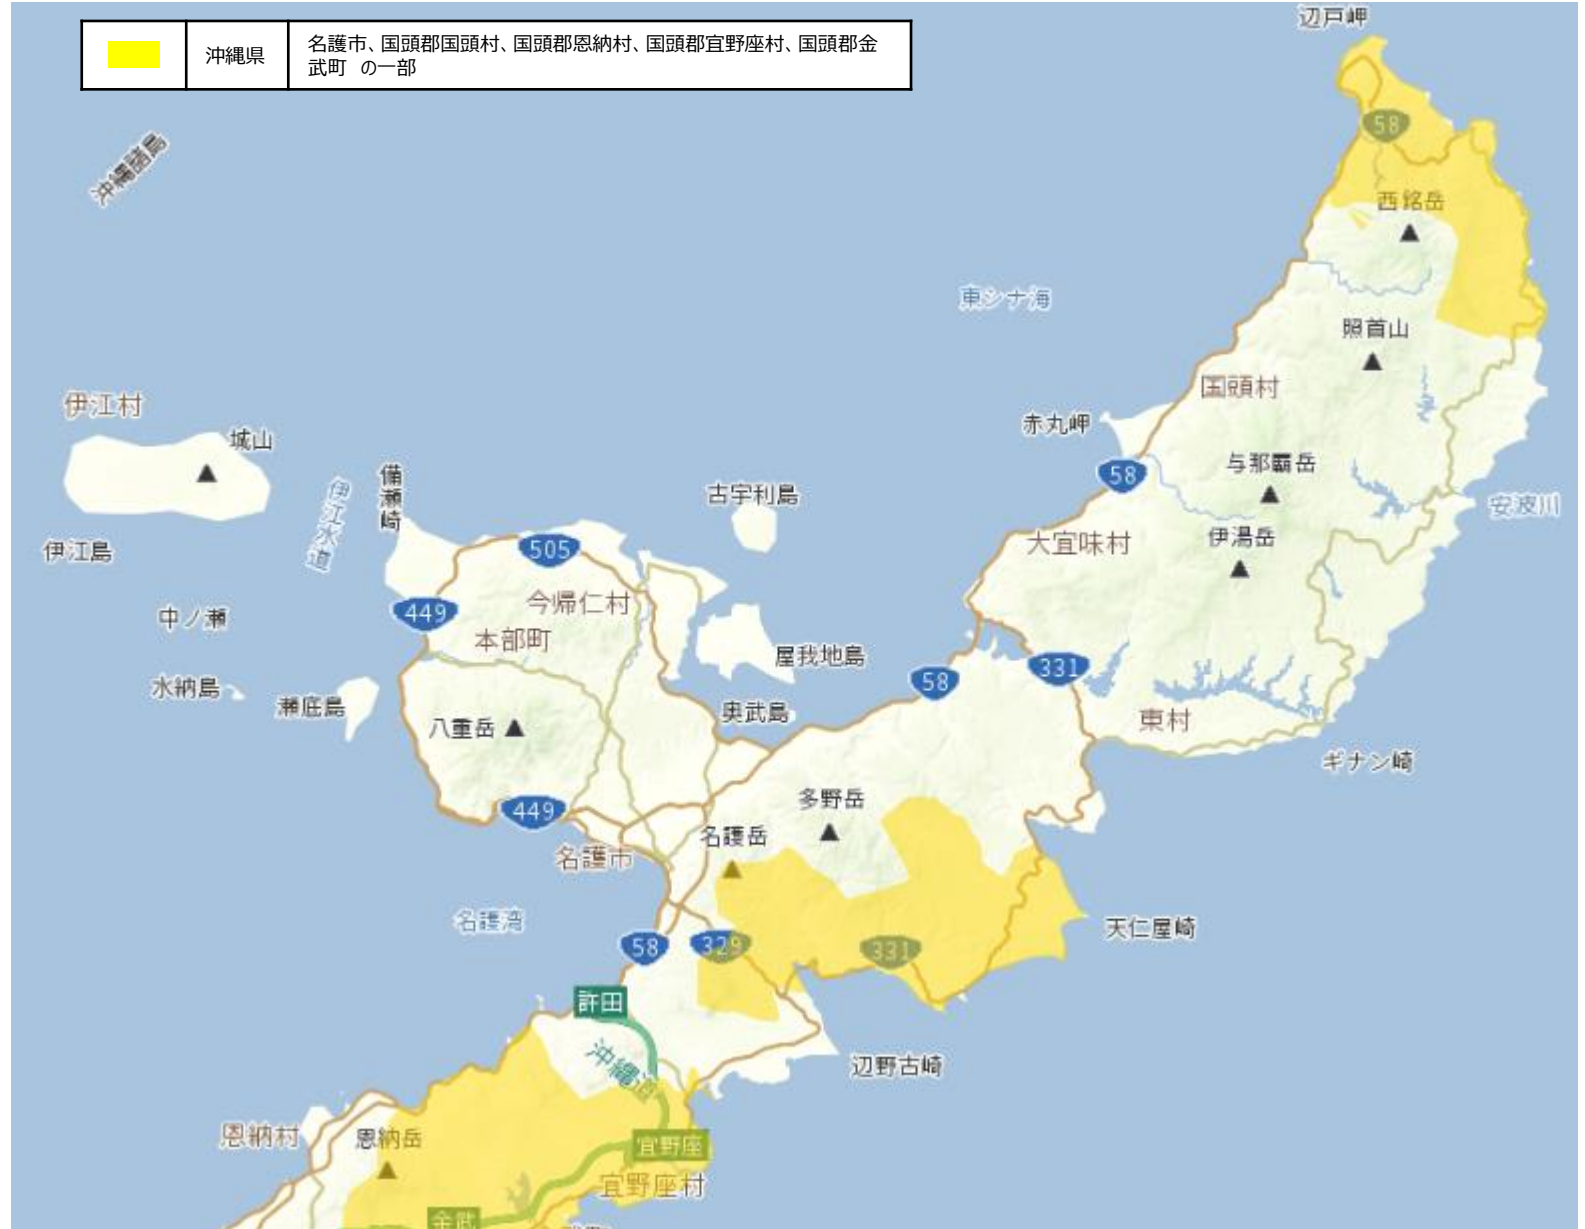 沖縄県
名護市、国頭郡国頭村、国頭郡恩納村、国頭郡宜野座村、国頭郡金
武町 の一部
辺戸岬
58
西銘岳
東シナ海
照首山
国頭村
伊江村
赤丸岬
城山
与那覇岳
58
備瀬崎
古宇利島
伊江水道
安波川
伊湯岳
大宜味村
505
伊江島
今帰仁村
449
中ノ瀬
本部町
屋我地島
331
58
水納島
瀬底島
奥武島
東村
八重岳
ギナン崎
多野岳
449
名護岳
名護市
名護湾
天仁屋崎
58
329
331
許田
沖縄道
辺野古崎
恩納村
恩納岳
宜野座
宜野座村
金武